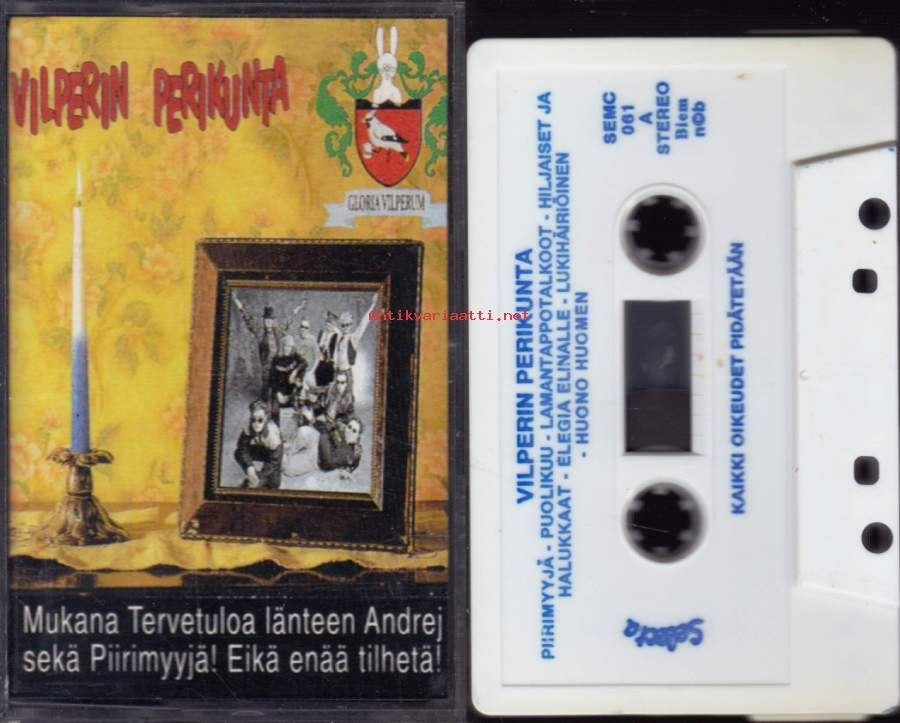 VILPERIN PERIKUNTA
GLORIA VILPERUM
antikvariaatti.net
Mukana Tervetuloa länteen Andrej
sekä Piirimyyjä! Eikä enää tilhetä!
VILPERIN PERIKUNTA
PIIRIMYYJÄ - PUOLIKUU - LAMANTAPPOTALKOOT - HILJAISET JA
HALUKKAAT - ELEGIA ELINALLE - LUKIHÄIRIÖINEN
- HUONO HUOMEN
SEMC
061
A
STEREO
Biem
n©b
KAIKKI OIKEUDET PIDÄTETÄÄN
Selecta